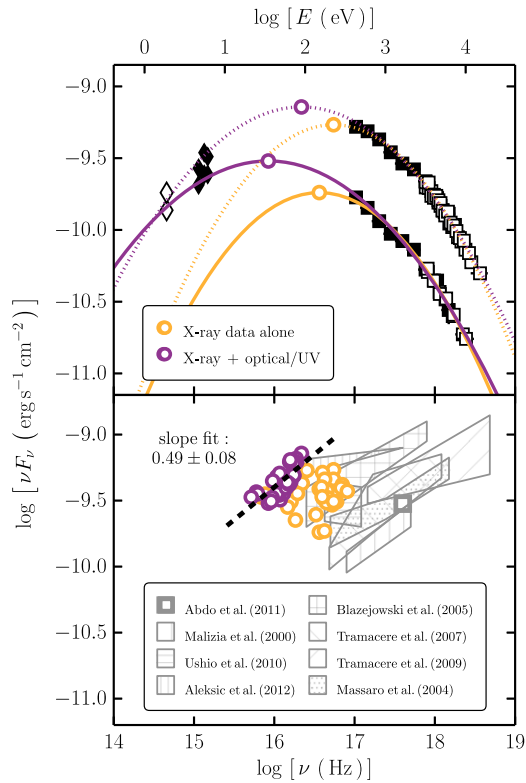 log [ E (eV) ]
0 1 2 3 4
−9.0
−9.5
−10.0
−10.5
−11.0
X-ray data alone
X-ray + optical/UV
log [ νFν ( erg s−1 cm−2 ) ]
slope fit :
0.49 ± 0.08
−9.0
−9.5
−10.0
−10.5
−11.0
Abdo et al. (2011)
Malizia et al. (2000)
Ushio et al. (2010)
Aleksic et al. (2012)
Blazejowski et al. (2005)
Tramacere et al. (2007)
Tramacere et al. (2009)
Massaro et al. (2004)
14 15 16 17 18 19
log [ ν (Hz) ]